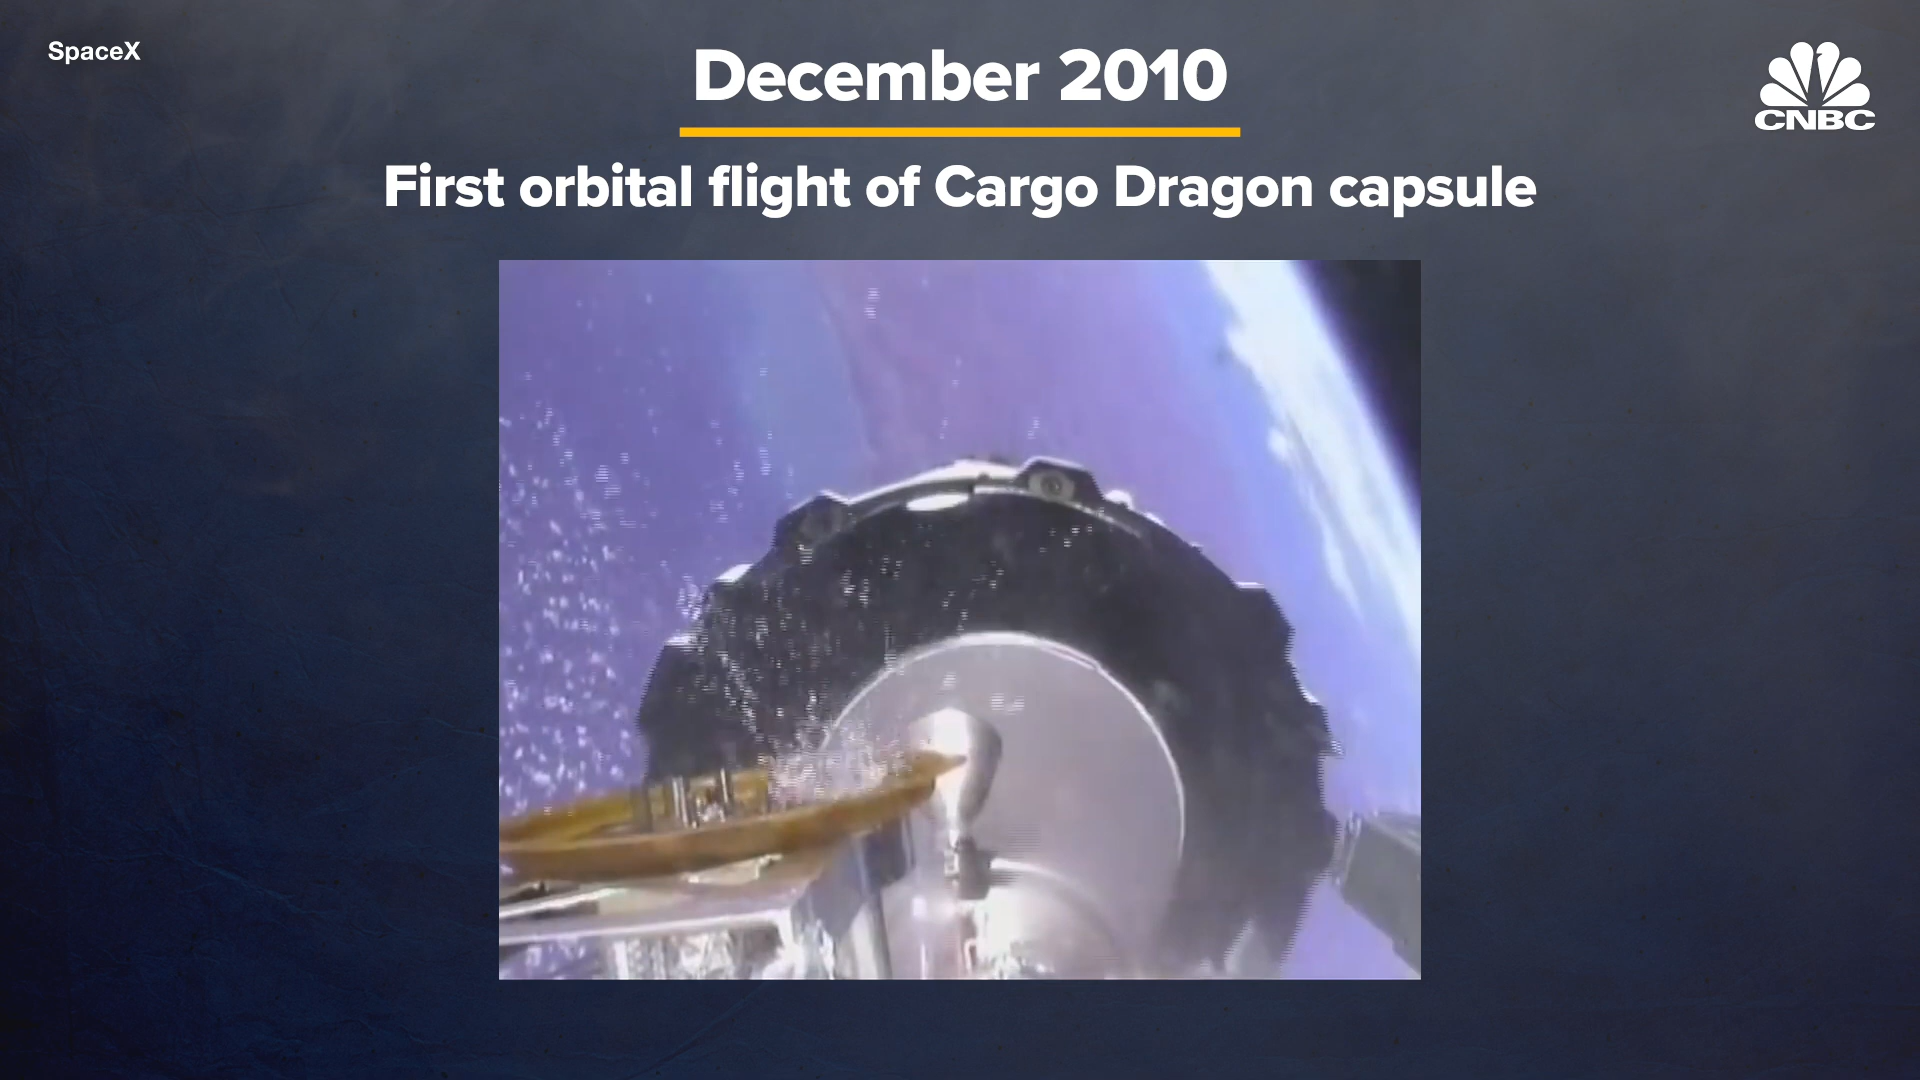 SpaceX
December 2010
CNBC
First orbital flight of Cargo Dragon capsule